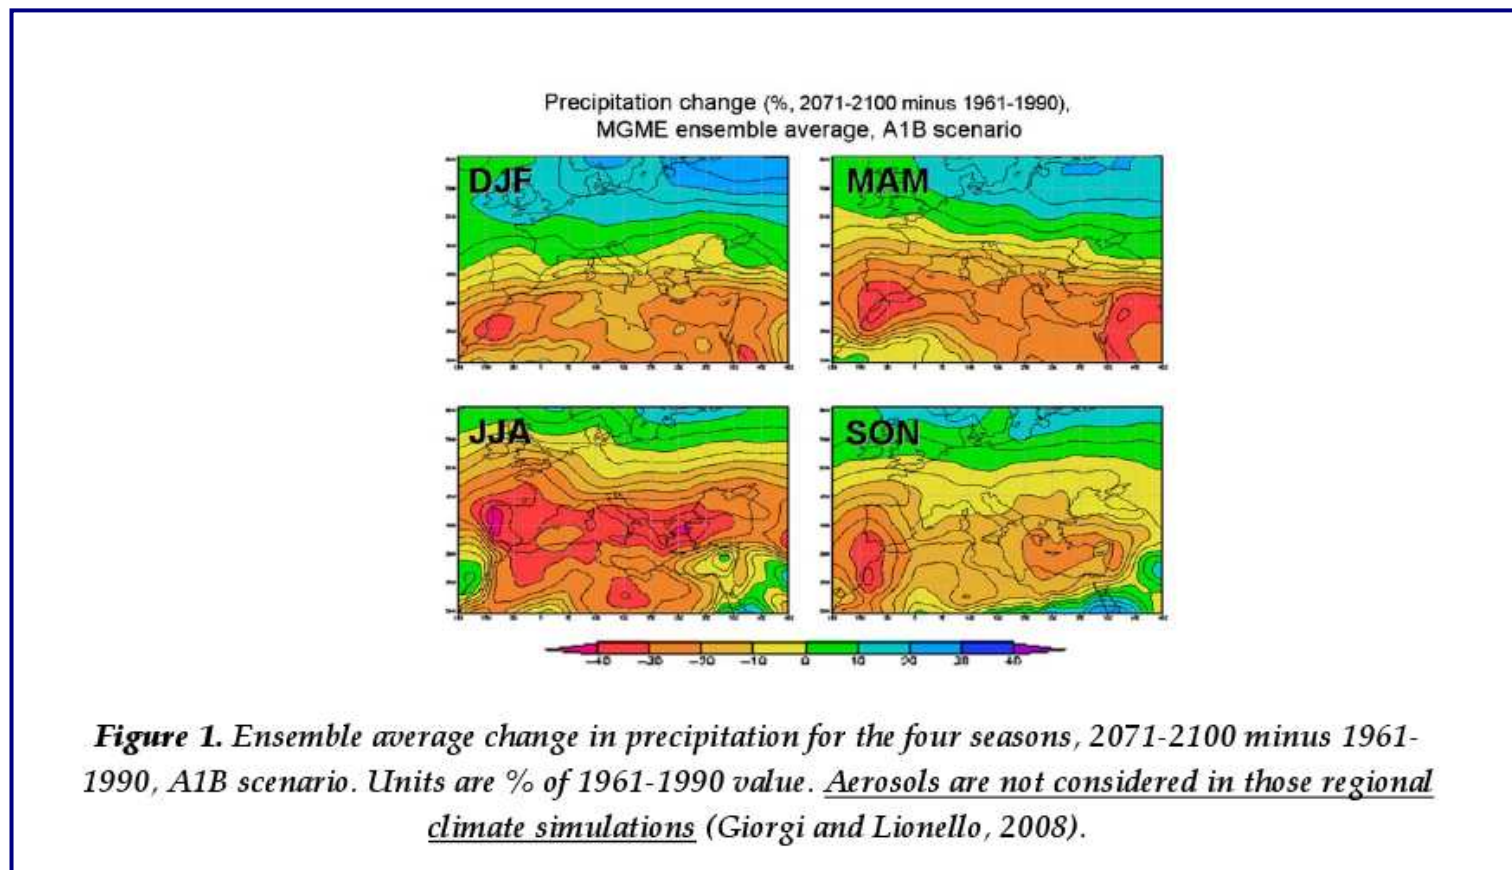 Precipitation change (%, 2071-2100 minus 1961-1990),
MGME ensemble average, A1B scenario
DJF
MAM
JJA
SON
-40 -30 -20 -10 0 10 20 30 40
Figure 1. Ensemble average change in precipitation for the four seasons, 2071-2100 minus 1961-
1990, A1B scenario. Units are % of 1961-1990 value. Aerosols are not considered in those regional
climate simulations (Giorgi and Lionello, 2008).